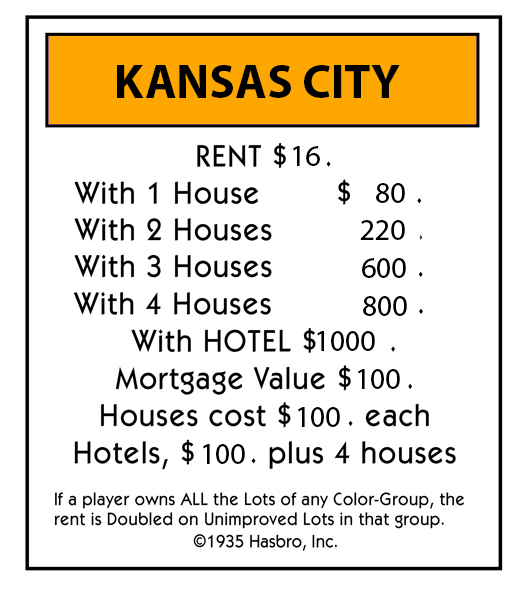 KANSAS CITY
RENT $16.
With 1 House $ 80 .
With 2 Houses 220 .
With 3 Houses 600 .
With 4 Houses 800 .
With HOTEL $1000 .
Mortgage Value $100.
Houses cost $100. each
Hotels, $100. plus 4 houses
If a player owns ALL the Lots of any Color-Group, the
rent is Doubled on Unimproved Lots in that group.
©1935 Hasbro, Inc.